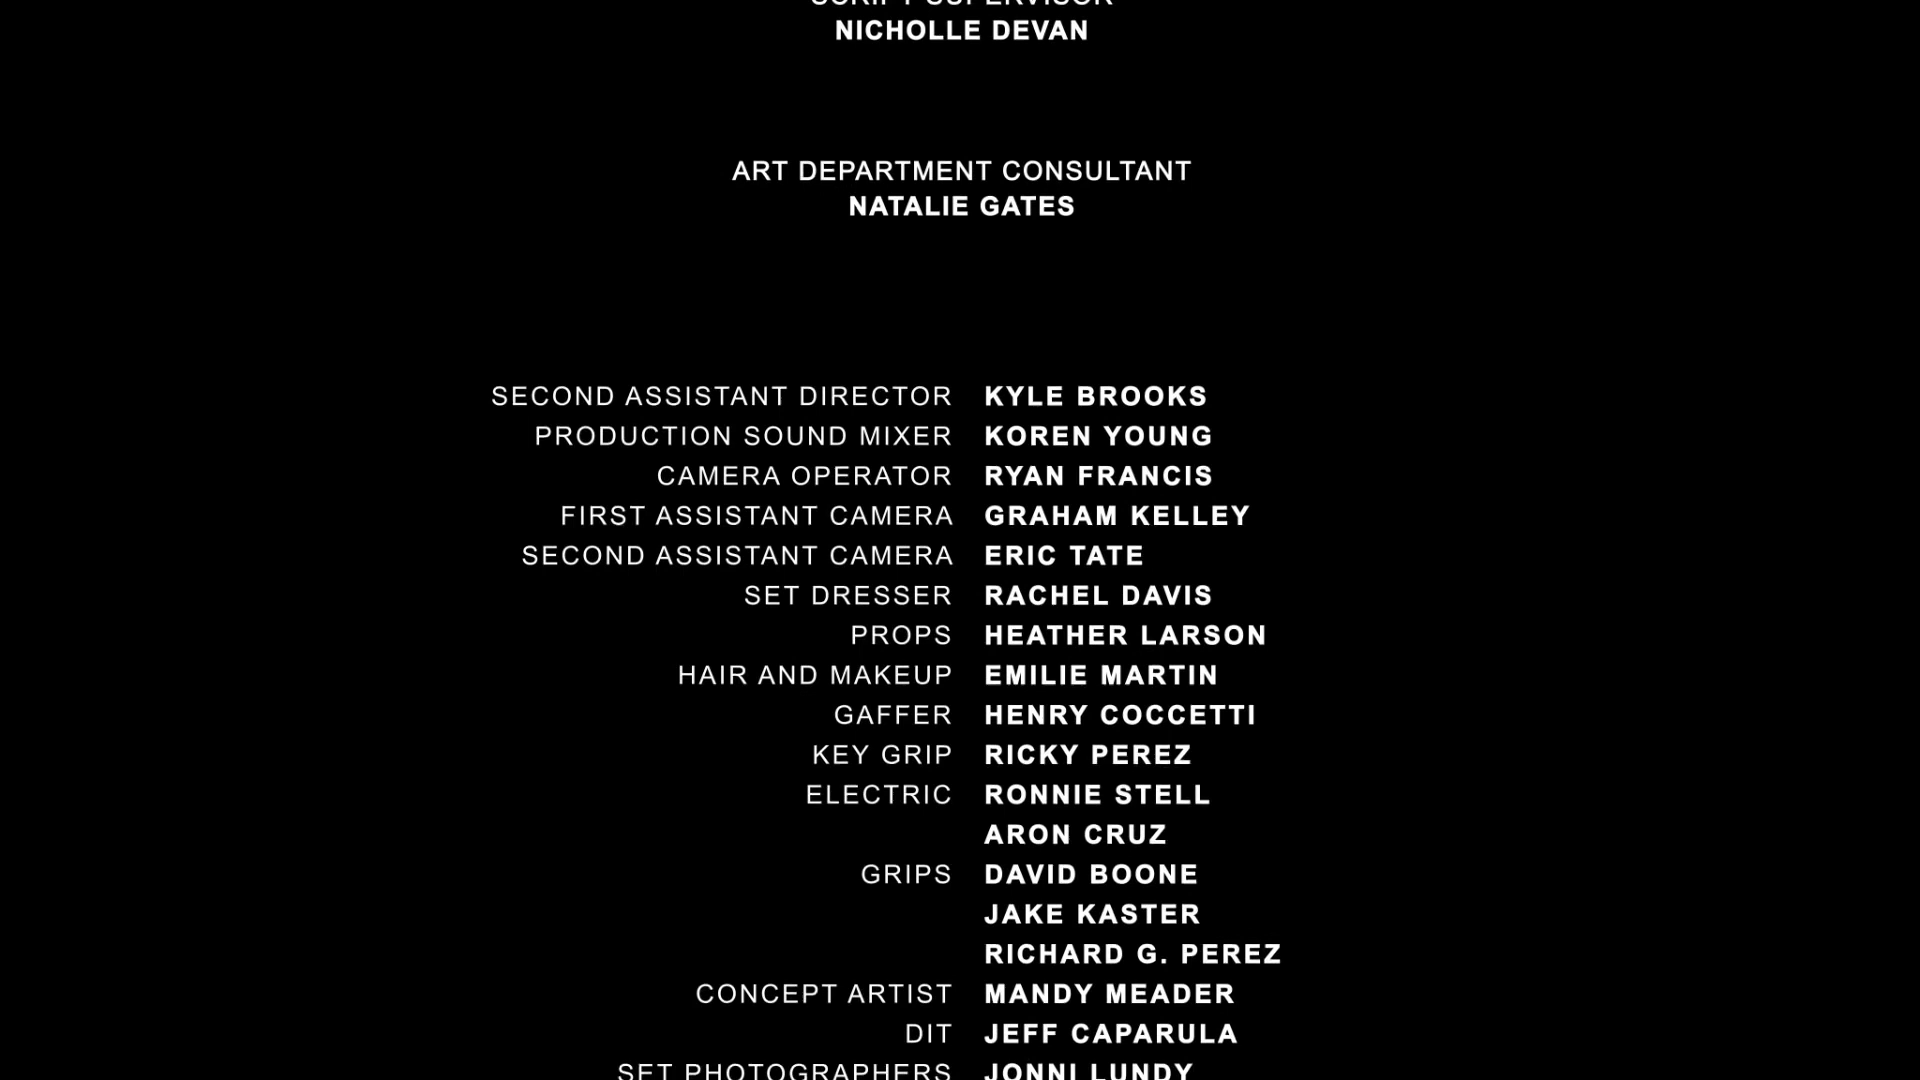 SCRIPT SUPERVISOR
NICHOLLE DEVAN
ART DEPARTMENT CONSULTANT
NATALIE GATES
SECOND ASSISTANT DIRECTOR KYLE BROOKS
PRODUCTION SOUND MIXER KOREN YOUNG
CAMERA OPERATOR RYAN FRANCIS
FIRST ASSISTANT CAMERA GRAHAM KELLEY
SECOND ASSISTANT CAMERA ERIC TATE
SET DRESSER RACHEL DAVIS
PROPS HEATHER LARSON
HAIR AND MAKEUP EMILIE MARTIN
GAFFER HENRY COCCETTI
KEY GRIP RICKY PEREZ
ELECTRIC RONNIE STELL
ARON CRUZ
GRIPS DAVID BOONE
JAKE KASTER
RICHARD G. PEREZ
CONCEPT ARTIST MANDY MEADER
DIT JEFF CAPARULA
SET PHOTOGRAPHERS JONNI LUNDY